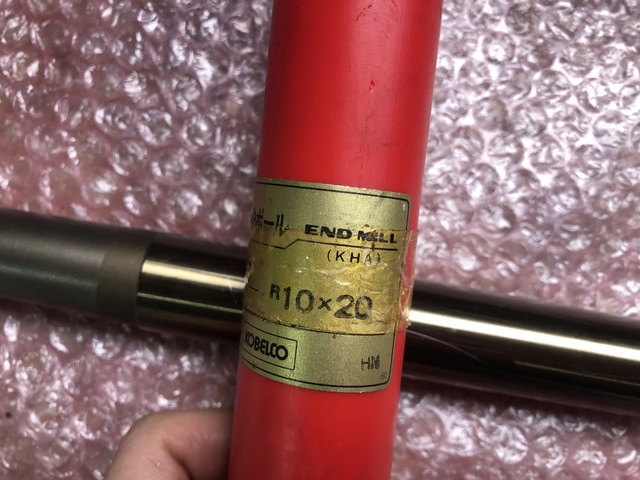 ボール END MILL
(KHA)
R10×20
KOBELCO
HM